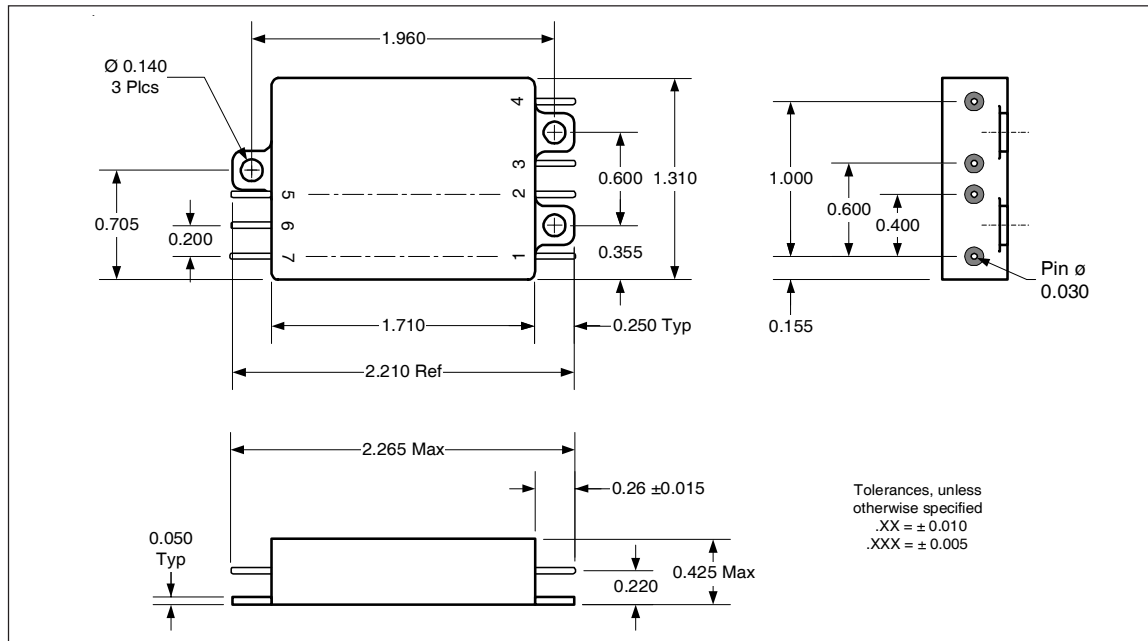 1.960
Ø 0.140
3 Plcs
4
3
2
1
5
6
7
0.705
0.200
0.600
1.310
0.355
1.710
0.250 Typ
2.210 Ref
1.000
0.600
0.400
0.155
Pin ø
0.030
2.265 Max
0.26 ±0.015
0.050
Typ
0.425 Max
0.220
Tolerances, unless
otherwise specified
.XX = ± 0.010
.XXX = ± 0.005